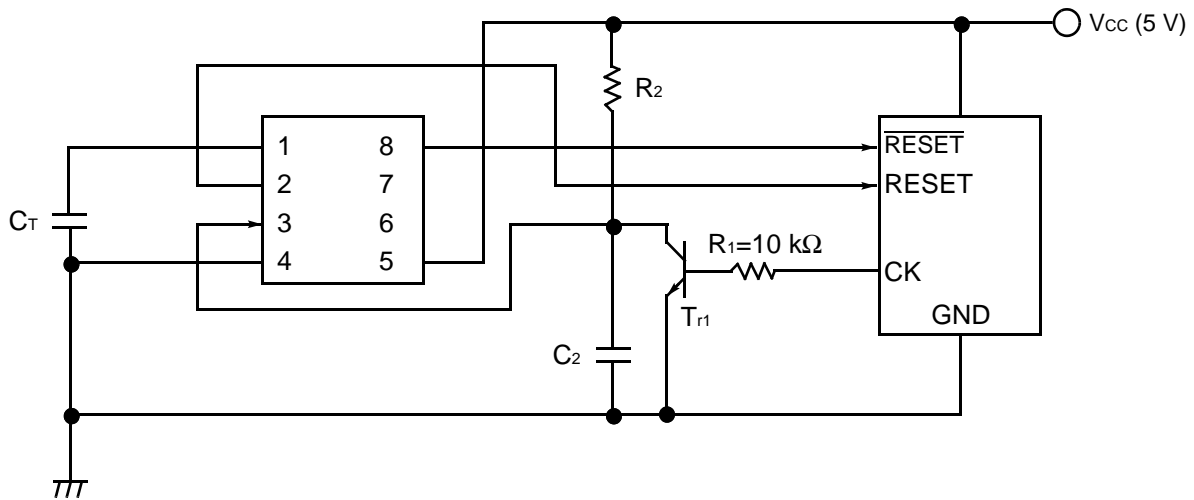 VCC (5 V)
R2
1 8
2 7
3 6
4 5
CT
RESET
RESET
R1=10 kΩ
CK
GND
Tr1
C2